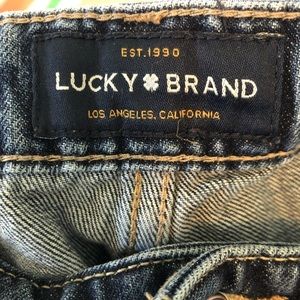 EST.1990
LUCKY BRAND
LOS ANGELES, CALIFORNIA